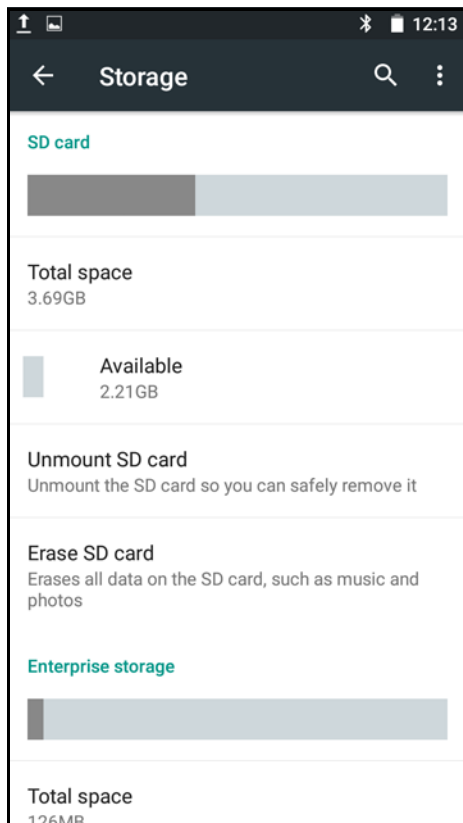 12:13
Storage
SD card
Total space
3.69GB
Available
2.21GB
Unmount SD card
Unmount the SD card so you can safely remove it
Erase SD card
Erases all data on the SD card, such as music and
photos
Enterprise storage
Total space
126MB